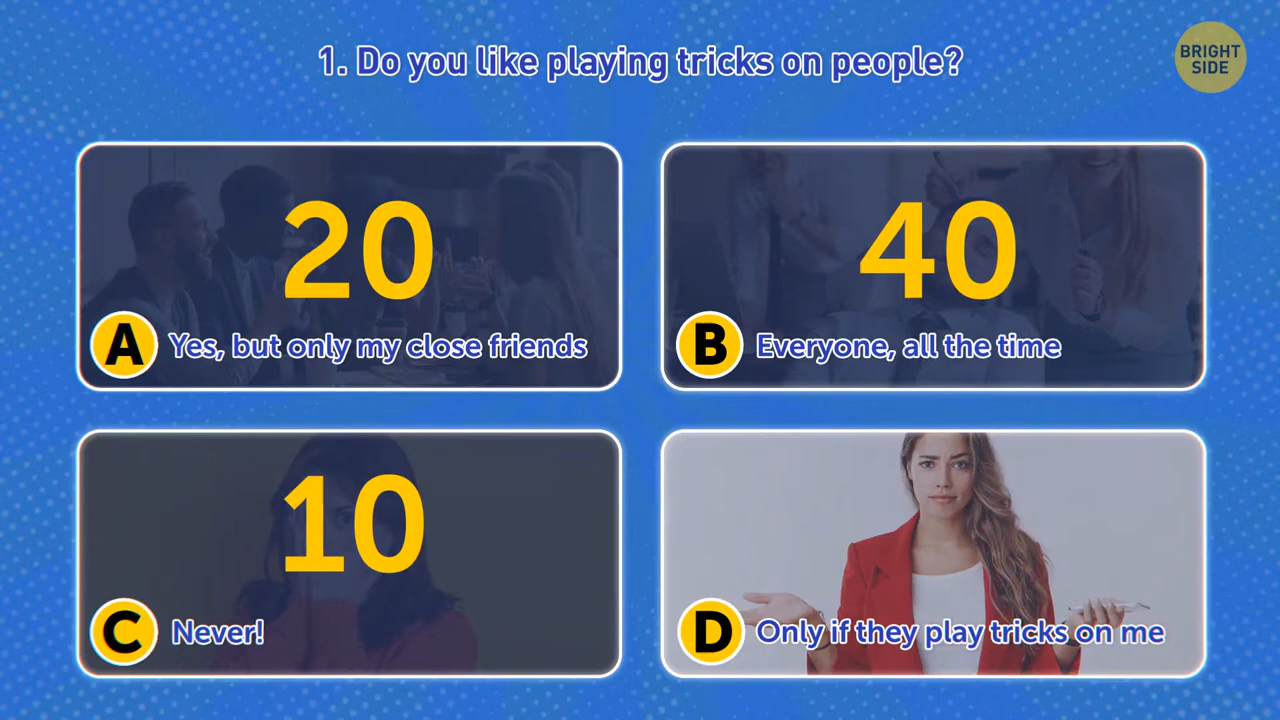 1. Do you like playing tricks on people?
BRIGHT
SIDE
20
A Yes, but only my close friends
40
B Everyone, all the time
10
C Never!
D Only if they play tricks on me